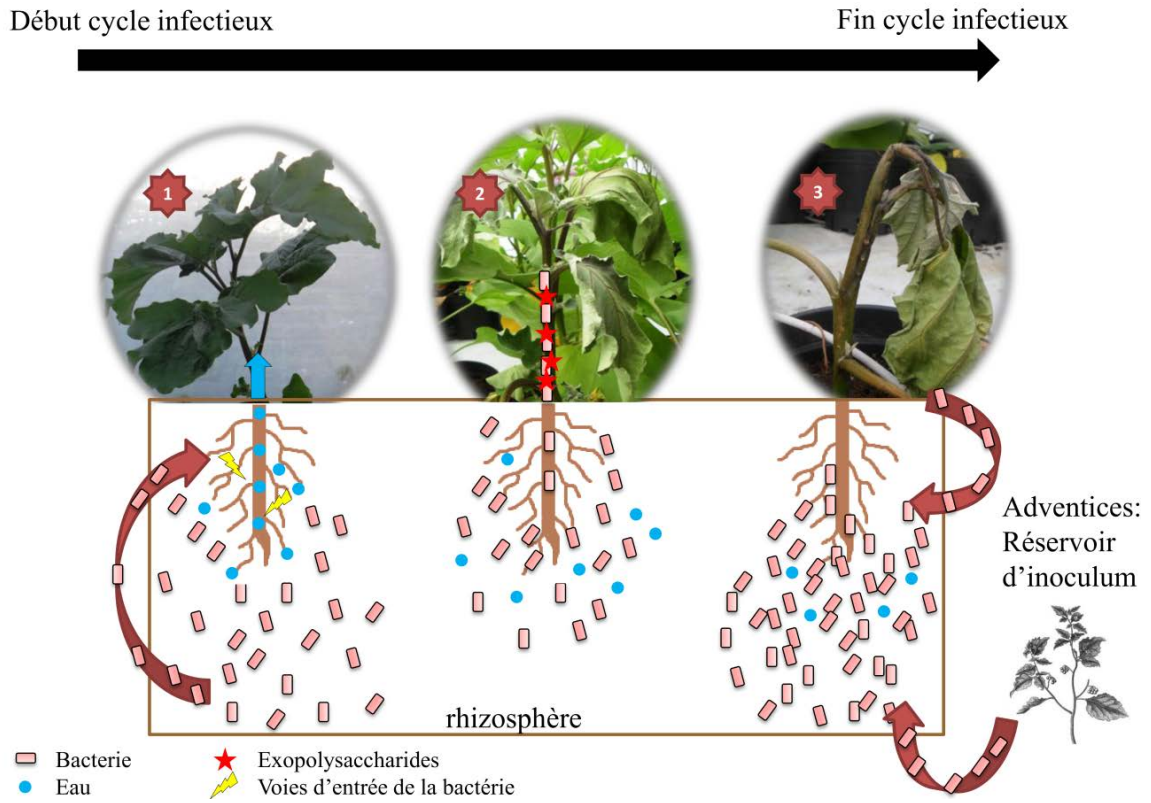 Début cycle infectieux
Fin cycle infectieux
1
2
3
Adventices:
Réservoir
d’inoculum
rhizosphère
Bacterie
Exopolysaccharides
Eau
Voies d’entrée de la bactérie